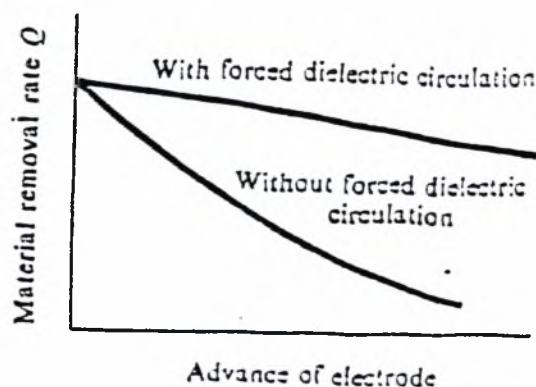 Material removal rate Q
With forced dielectric circulation
Without forced dielectric
circulation
Advance of electrode